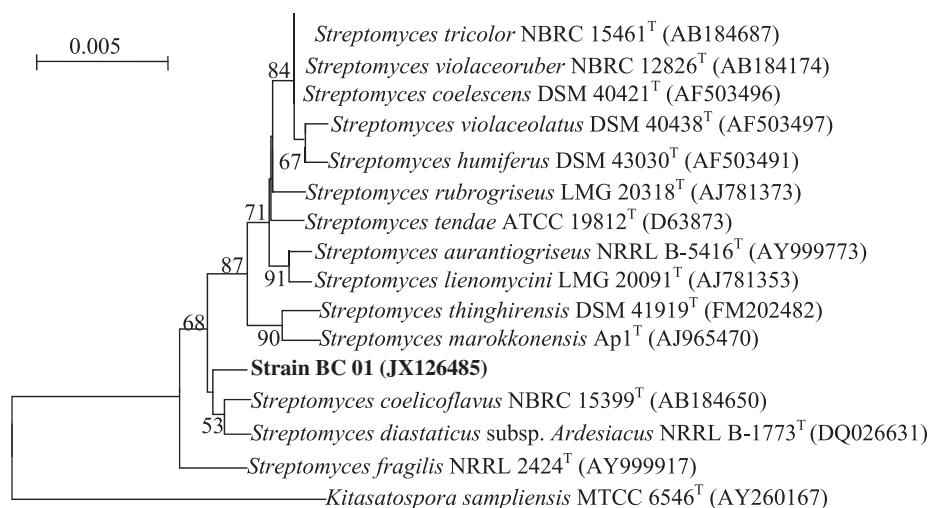 0.005
Streptomyces tricolor NBRC 15461T (AB184687)
84
Streptomyces violaceoruber NBRC 12826T (AB184174)
Streptomyces coelescens DSM 40421T (AF503496)
Streptomyces violaceolatus DSM 40438T (AF503497)
67
Streptomyces humiferus DSM 43030T (AF503491)
Streptomyces rubrogriseus LMG 20318T (AJ781373)
71
Streptomyces tendae ATCC 19812T (D63873)
Streptomyces aurantiogriseus NRRL B-5416T (AY999773)
87
91
Streptomyces lienomycini LMG 20091T (AJ781353)
Streptomyces thinghirensis DSM 41919T (FM202482)
68
90
Streptomyces marokkonensis Ap1T (AJ965470)
Strain BC 01 (JX126485)
Streptomyces coelicoflavus NBRC 15399T (AB184650)
53
Streptomyces diastaticus subsp. Ardesiacus NRRL B-1773T (DQ026631)
Streptomyces fragilis NRRL 2424T (AY999917)
Kitasatospora sampliensis MTCC 6546T (AY260167)